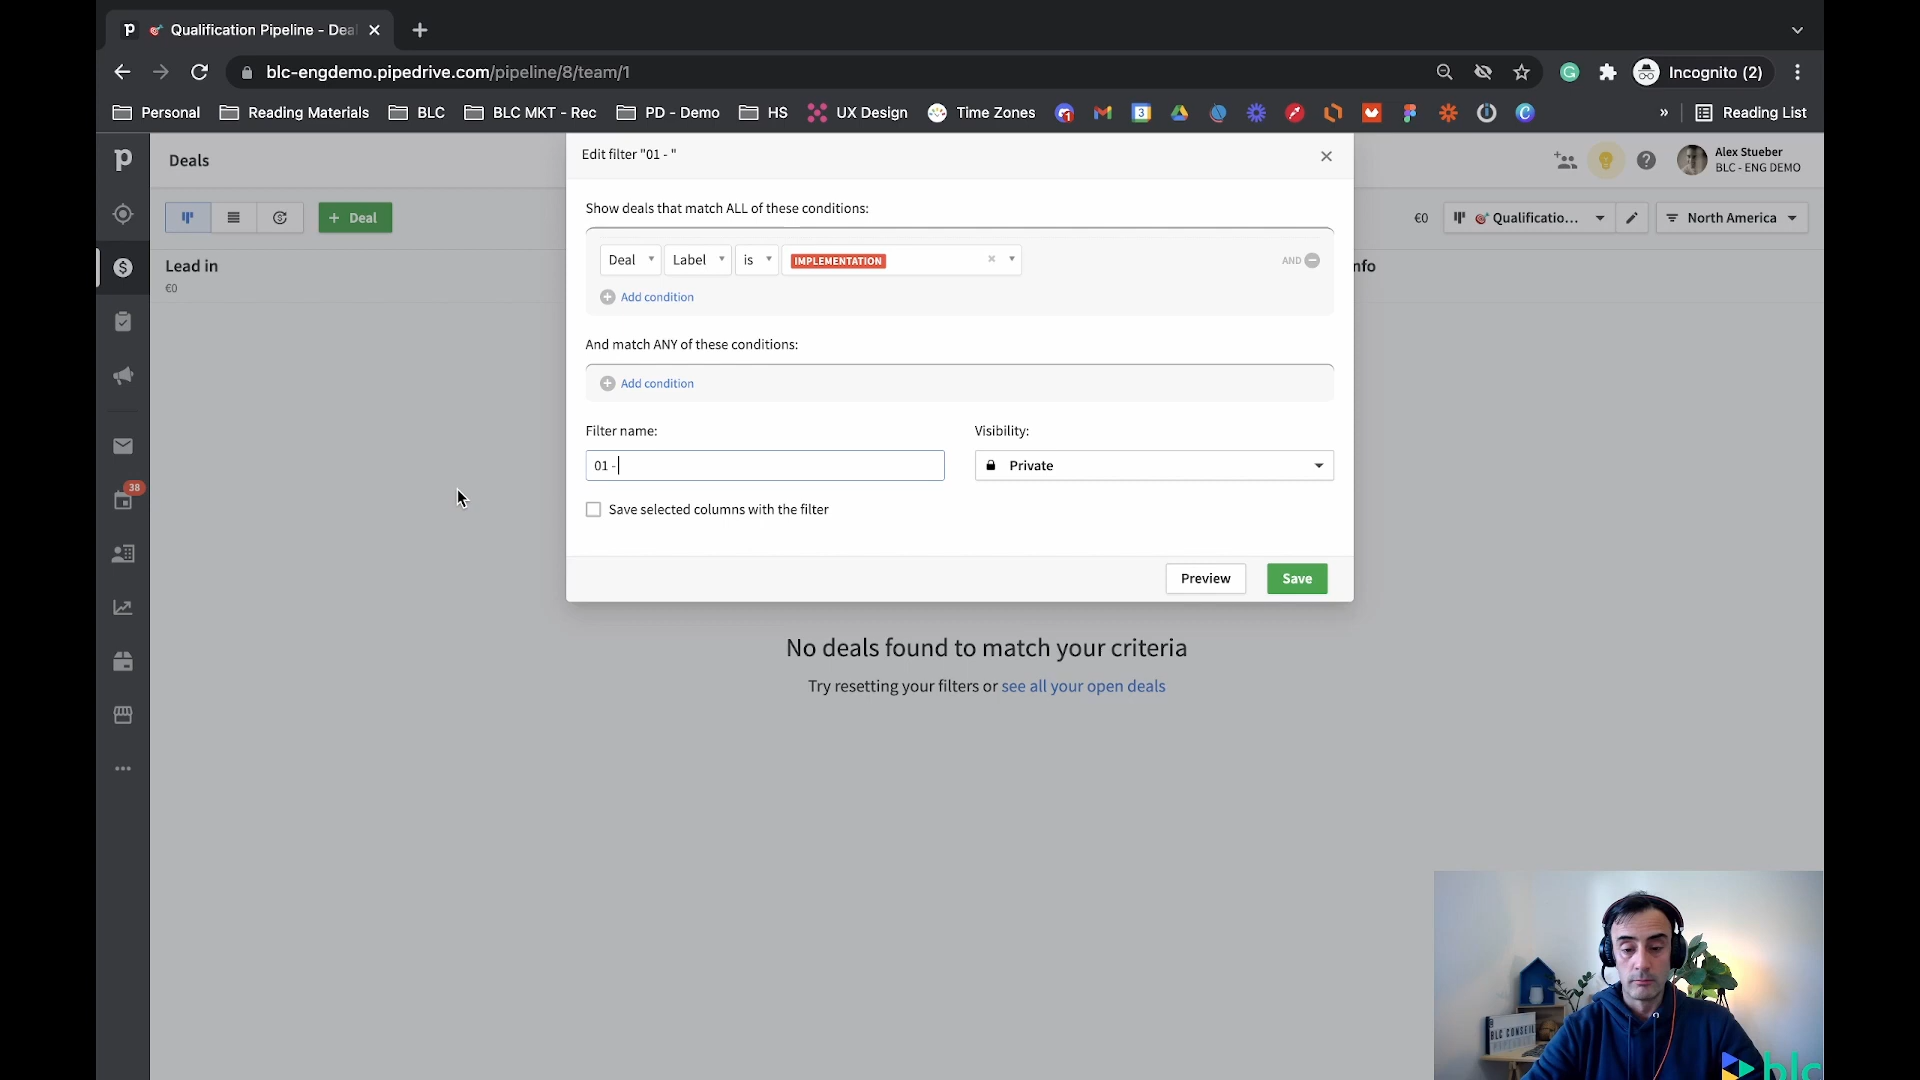 Qualification Pipeline - Deal
blc-engdemo.pipedrive.com/pipeline/8/team/1
Incognito (2)
Personal
Reading Materials
BLC
BLC MKT - Rec
PD - Demo
HS
UX Design
Time Zones
»
Reading List
Deals
Edit filter "01 - "
Alex Stueber
BLC - ENG DEMO
Show deals that match ALL of these conditions:
+ Deal
€0
Qualificatio...
North America
Deal
Label
is
IMPLEMENTATION
AND
Lead in
nfo
€0
Add condition
And match ANY of these conditions:
Add condition
Filter name:
Visibility:
01 -
Private
38
Save selected columns with the filter
Preview
Save
No deals found to match your criteria
Try resetting your filters or see all your open deals
BLC CONSEIL
blc